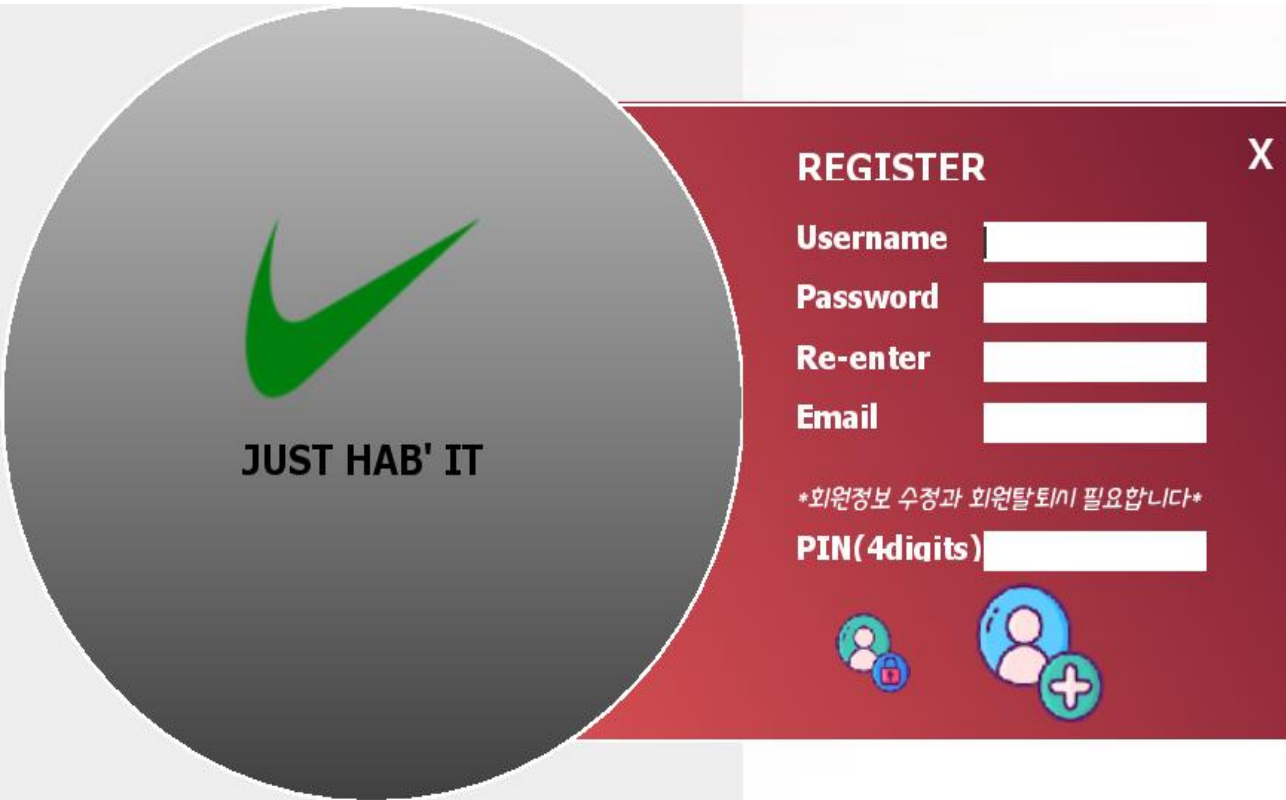 JUST HAB' IT
REGISTER
X
Username
Password
Re-enter
Email
*회원정보 수정과 회원탈퇴시 필요합니다*
PIN(4digits)